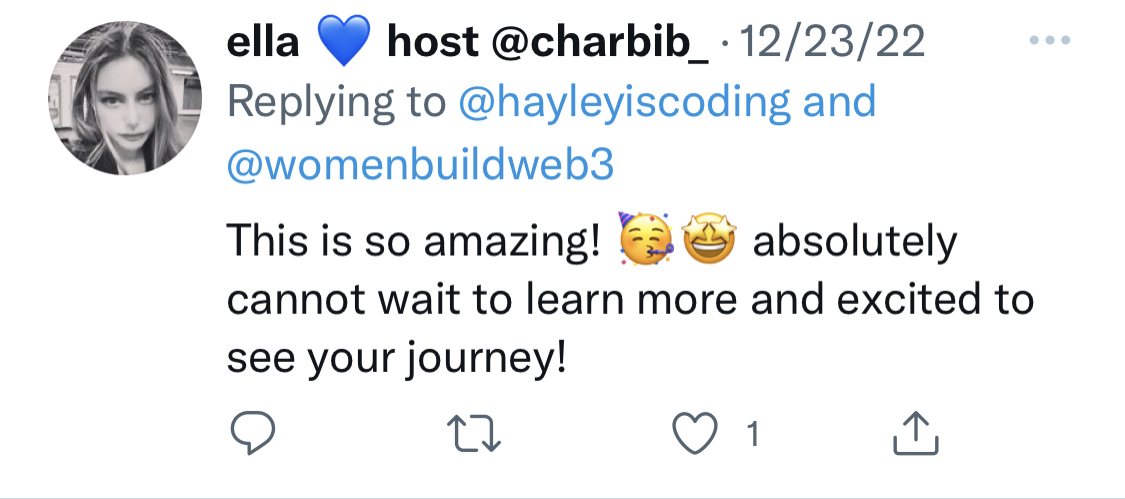 ella 💙 host @charbib_ · 12/23/22
Replying to @hayleyiscoding and
@womenbuildweb3
This is so amazing! 🥳🤩 absolutely
cannot wait to learn more and excited to
see your journey!
1